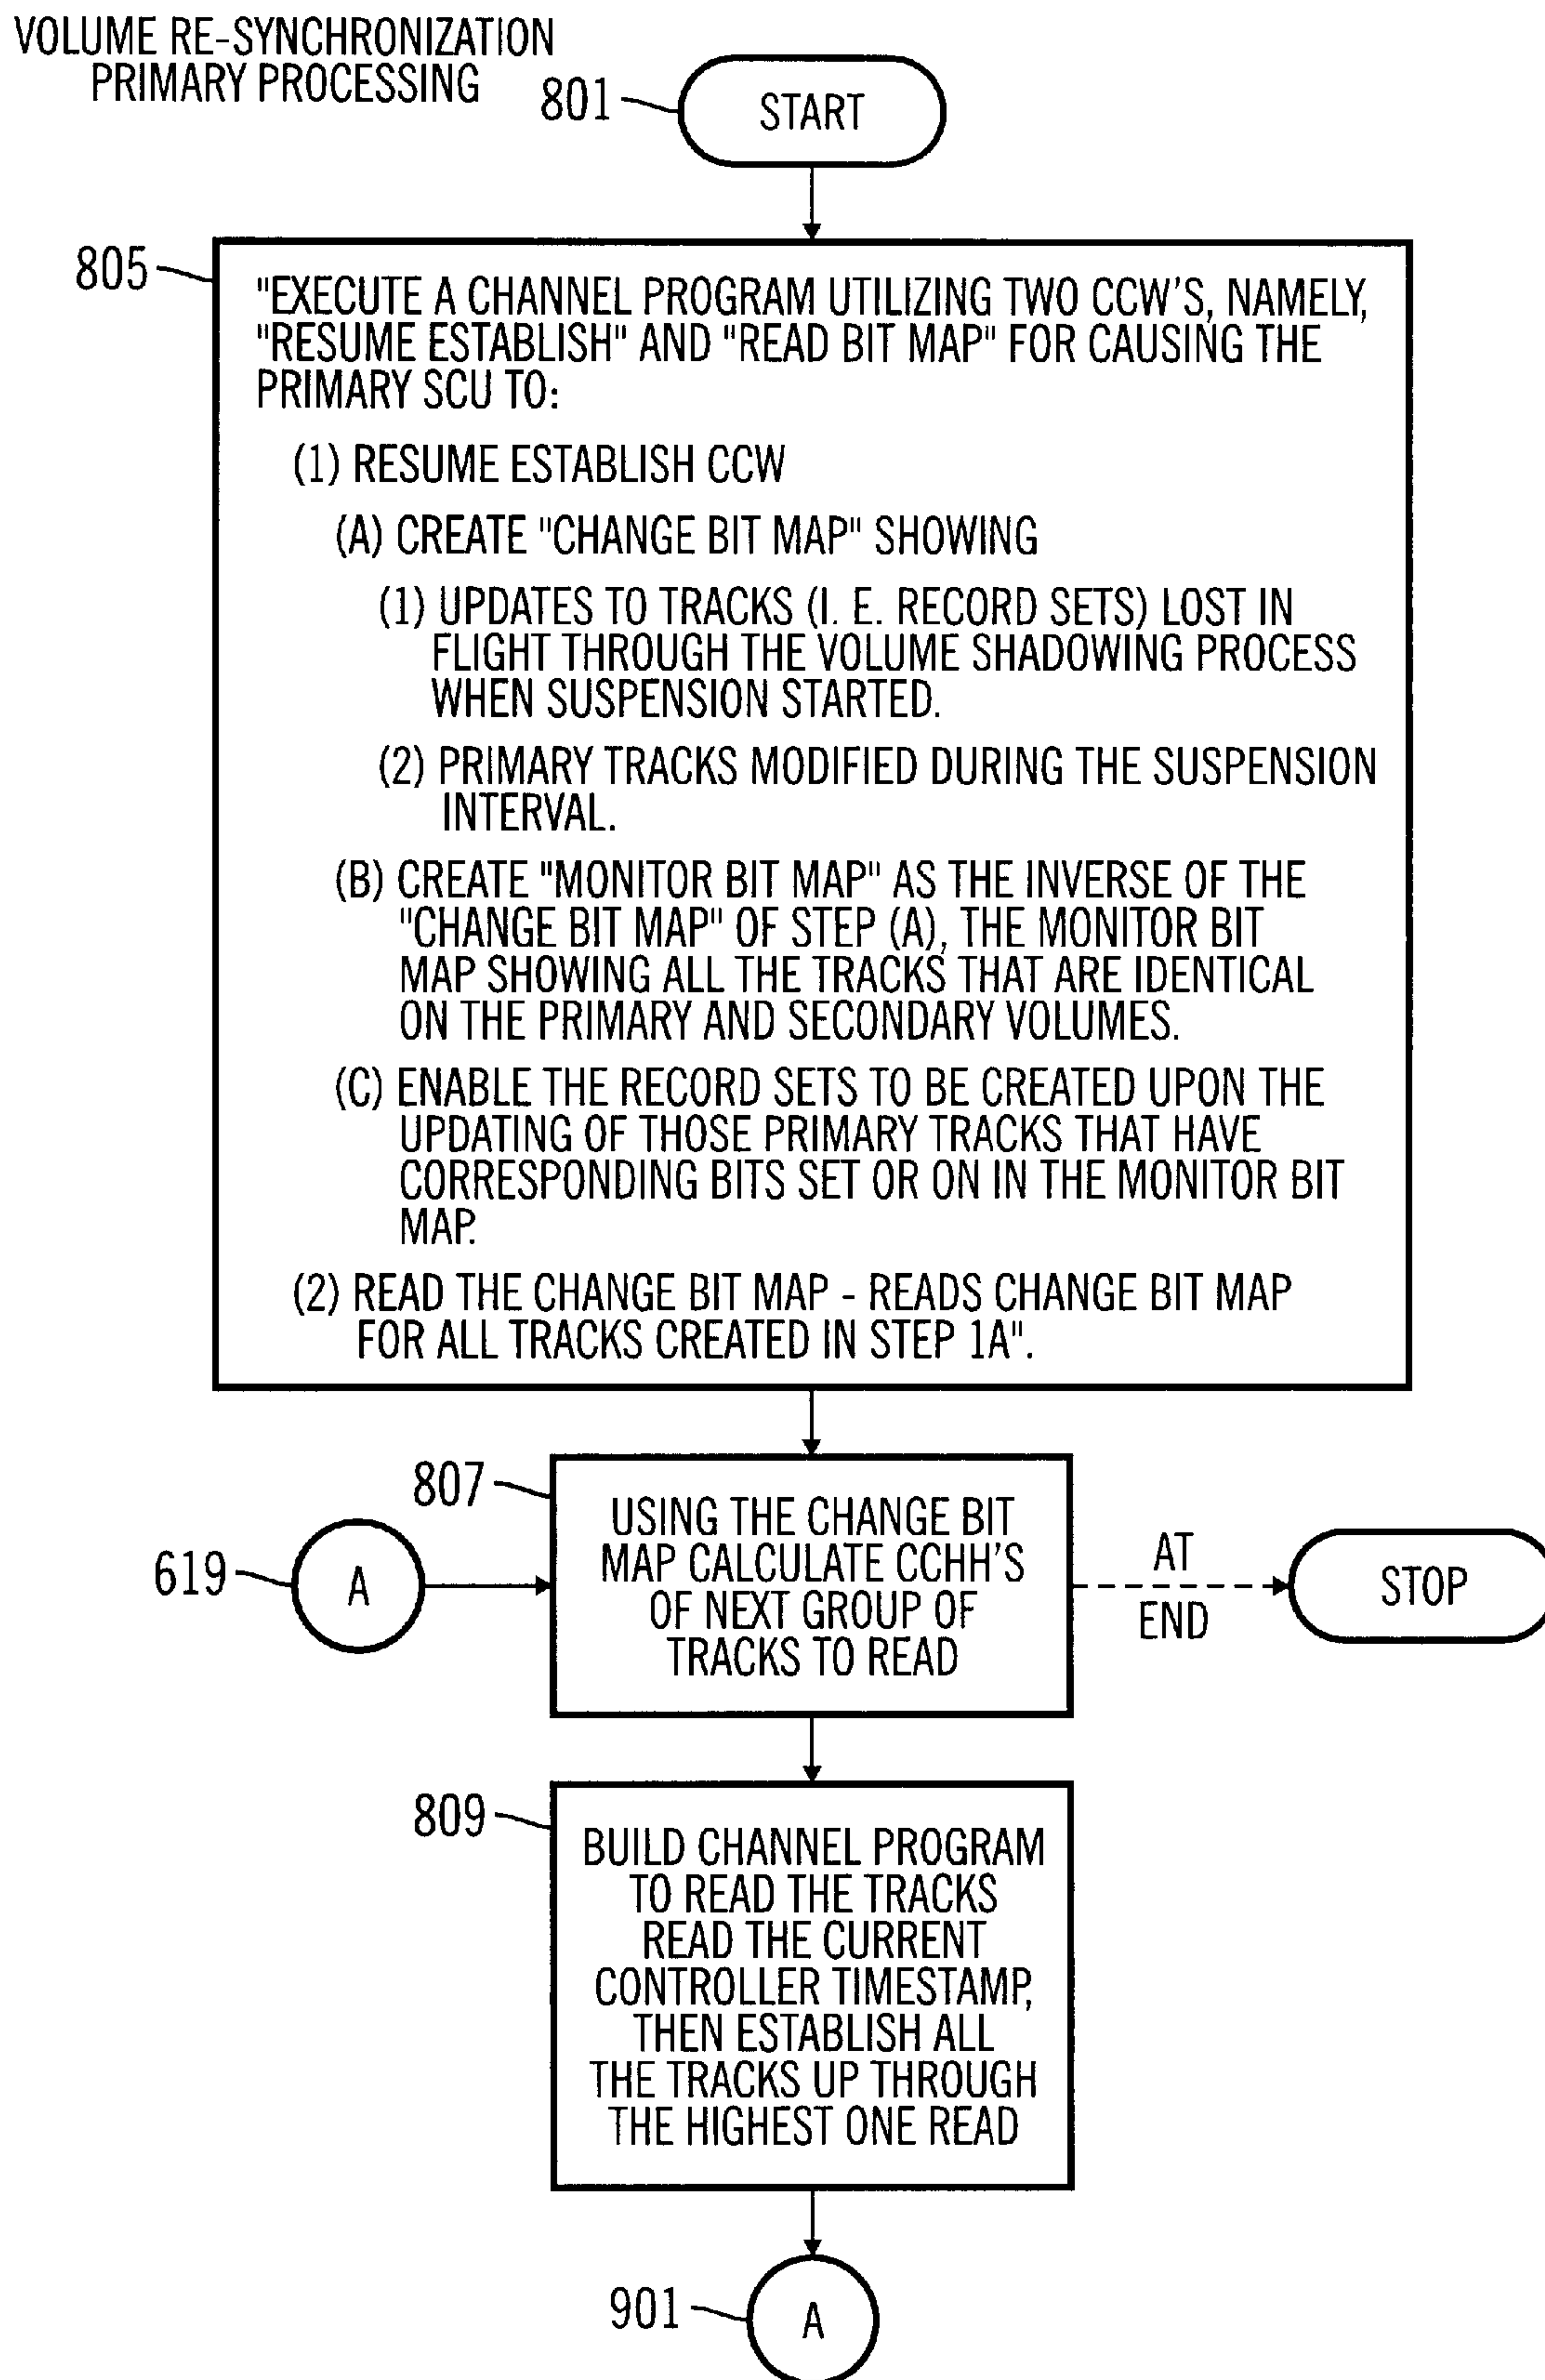 VOLUME RE-SYNCHRONIZATION
PRIMARY PROCESSING
801
START
805
"EXECUTE A CHANNEL PROGRAM UTILIZING TWO CCW'S, NAMELY,
"RESUME ESTABLISH" AND "READ BIT MAP" FOR CAUSING THE
PRIMARY SCU TO:
(1) RESUME ESTABLISH CCW
(A) CREATE "CHANGE BIT MAP" SHOWING
(1) UPDATES TO TRACKS (I. E. RECORD SETS) LOST IN
FLIGHT THROUGH THE VOLUME SHADOWING PROCESS
WHEN SUSPENSION STARTED.
(2) PRIMARY TRACKS MODIFIED DURING THE SUSPENSION
INTERVAL.
(B) CREATE "MONITOR BIT MAP" AS THE INVERSE OF THE
"CHANGE BIT MAP" OF STEP (A), THE MONITOR BIT
MAP SHOWING ALL THE TRACKS THAT ARE IDENTICAL
ON THE PRIMARY AND SECONDARY VOLUMES.
(C) ENABLE THE RECORD SETS TO BE CREATED UPON THE
UPDATING OF THOSE PRIMARY TRACKS THAT HAVE
CORRESPONDING BITS SET OR ON IN THE MONITOR BIT
MAP.
(2) READ THE CHANGE BIT MAP - READS CHANGE BIT MAP
FOR ALL TRACKS CREATED IN STEP 1A".
807
USING THE CHANGE BIT
MAP CALCULATE CCHH'S
OF NEXT GROUP OF
TRACKS TO READ
619
A
AT
END
STOP
809
BUILD CHANNEL PROGRAM
TO READ THE TRACKS
READ THE CURRENT
CONTROLLER TIMESTAMP,
THEN ESTABLISH ALL
THE TRACKS UP THROUGH
THE HIGHEST ONE READ
901
A